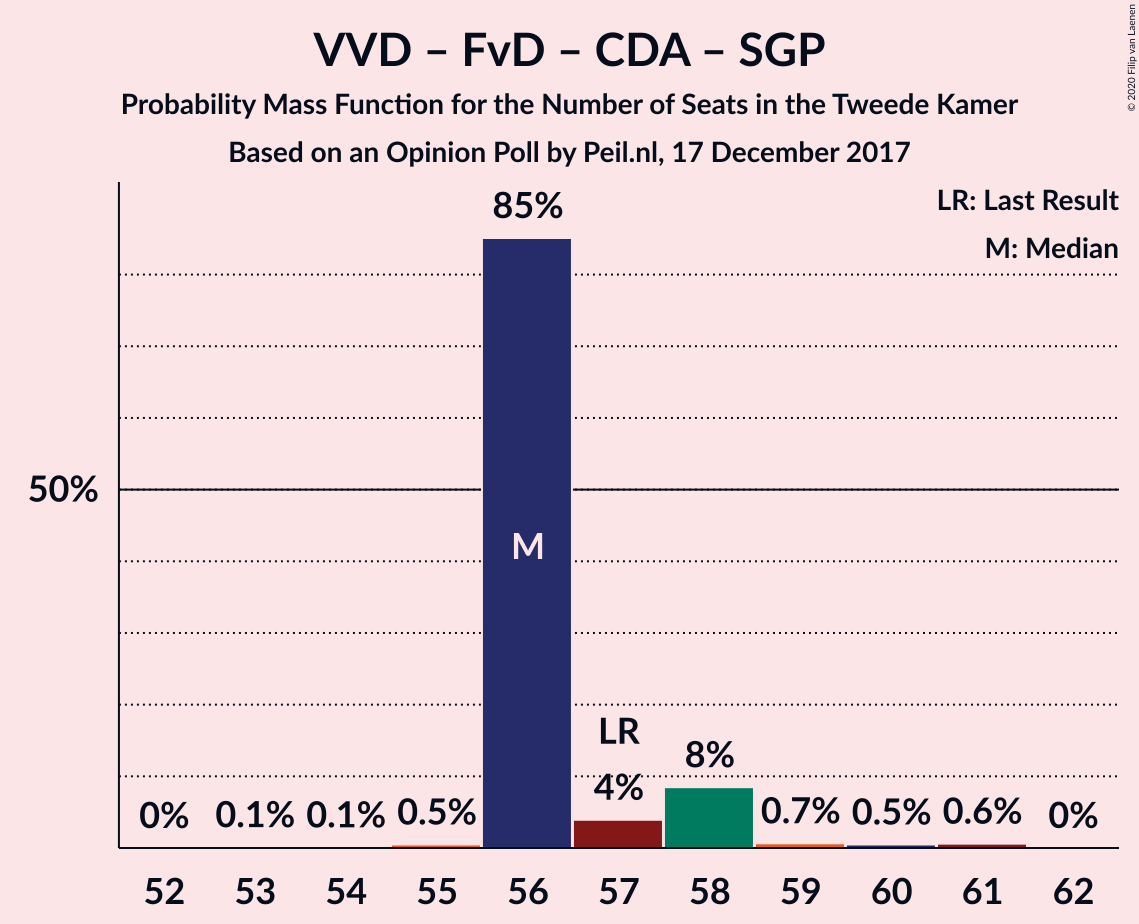 VVD – FvD – CDA – SGP
Probability Mass Function for the Number of Seats in the Tweede Kamer
Based on an Opinion Poll by Peil.nl, 17 December 2017
© 2020 Filip van Laenen
LR: Last Result
M: Median
85%
50%
M
LR
8%
4%
0% 0.1% 0.1% 0.5% 0.7% 0.5% 0.6% 0%
52 53 54 55 56 57 58 59 60 61 62